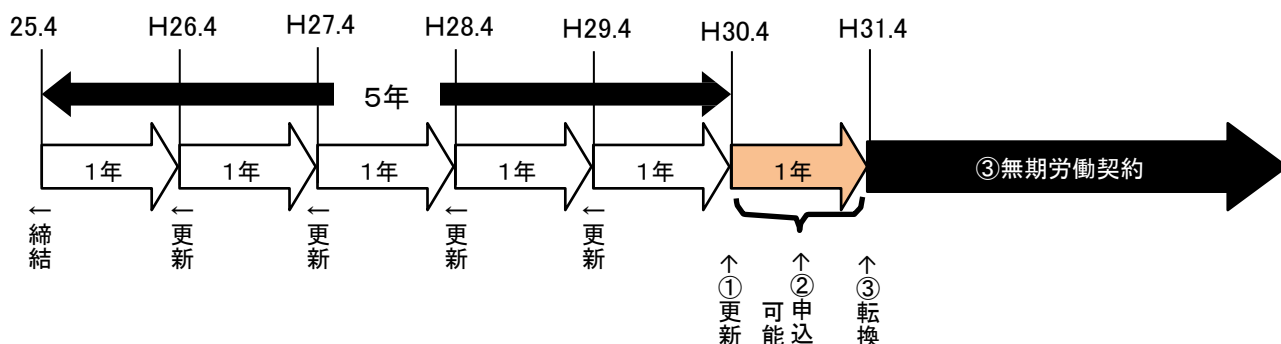 25.4
H26.4
H27.4
H28.4
H29.4
H30.4
H31.4
5年
1年
1年
1年
1年
1年
1年
③無期労働契約
←締結
←更新
←更新
←更新
←更新
↑①更新
↑②申込
可能
↑③転換